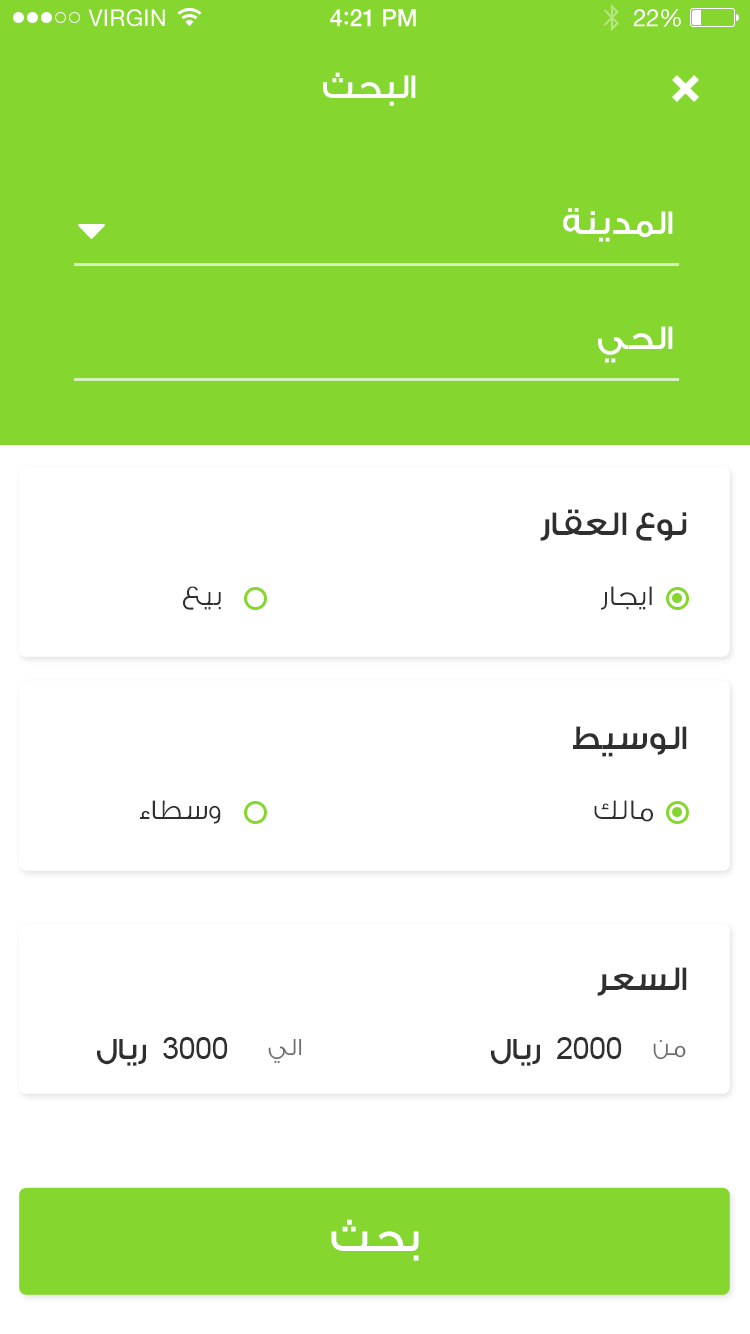 VIRGIN 4:21 PM 22%
البحث
المدينة
الحي
نوع العقار
ايجار بيع
الوسيط
مالك وسطاء
السعر
من 2000 ريال الي 3000 ريال
بحث